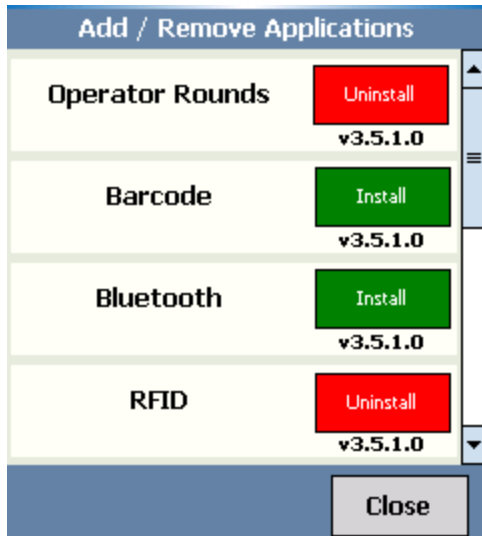 Add / Remove Applications
Operator Rounds
Uninstall
v3.5.1.0
Barcode
Install
v3.5.1.0
Bluetooth
Install
v3.5.1.0
RFID
Uninstall
v3.5.1.0
Close